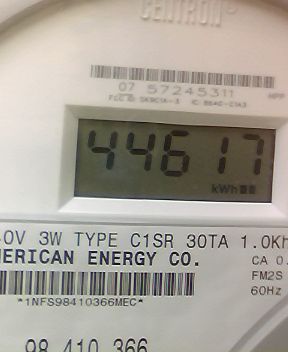 CENTRON
07 57245311
44617
kWh
3W TYPE C1SR 30TA 1.0Kh
ERICAN ENERGY CO.
CA 0.
FM2S
60Hz
*1NFS98410366MEC*
98 410 366